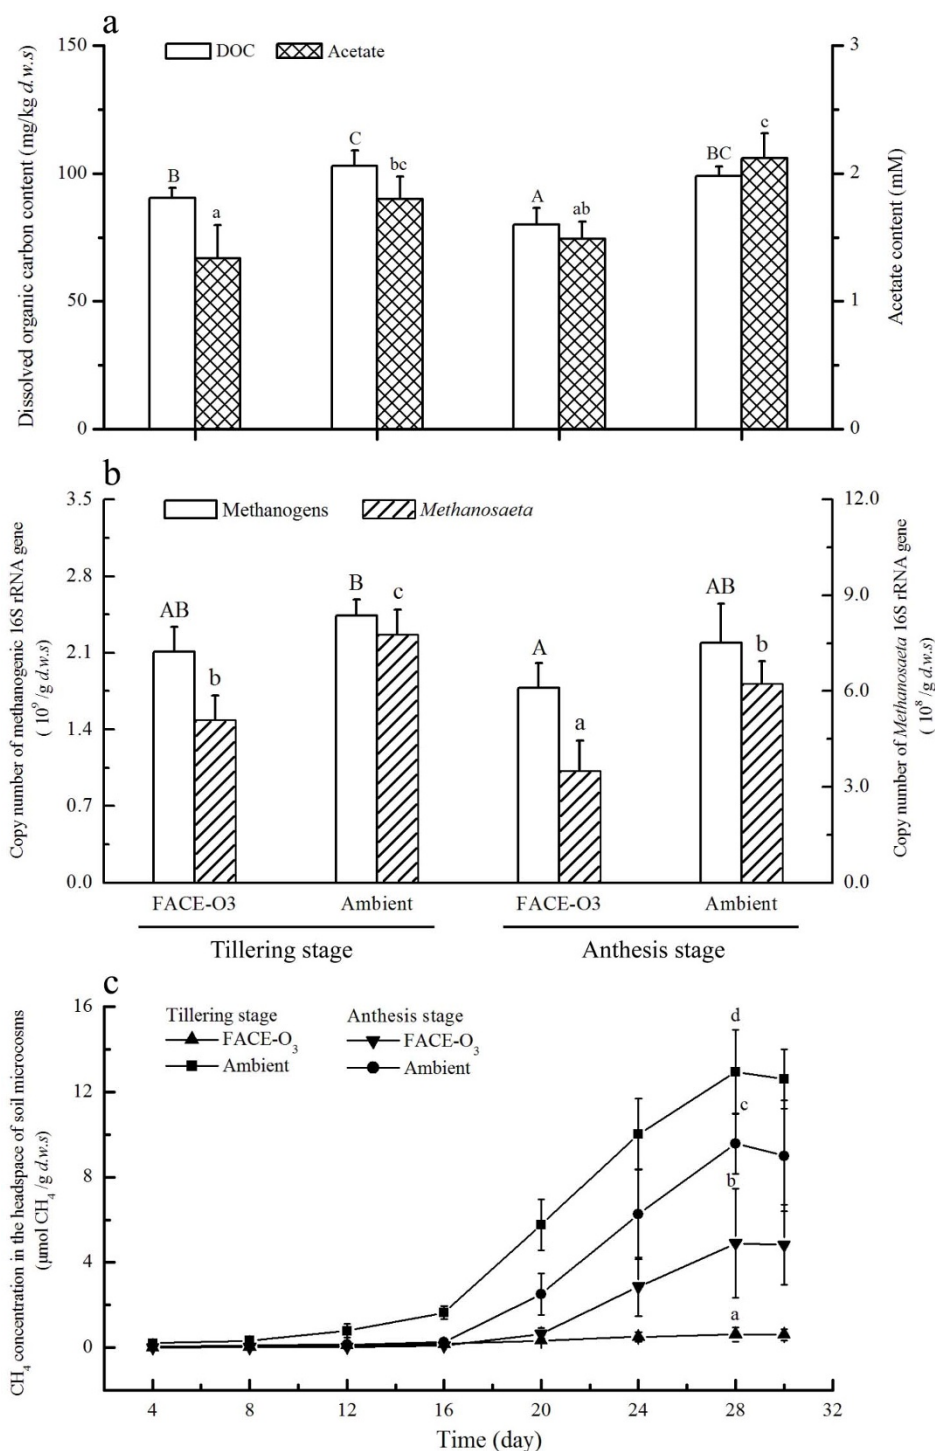 a
150
3
DOC
Acetate
C
c
BC
B
bc
100
2
A
ab
a
50
1
0
0
Dissolved organic carbon content (mg/kg d.w.s)
Acetate content (mM)
b
3.5
12.0
Methanogens
Methanosaeta
2.8
9.0
AB
B
c
AB
2.1
b
A
b
6.0
a
1.4
0.7
3.0
0.0
0.0
Copy number of methanogenic 16S rRNA gene
( 10⁹ /g d.w.s)
Copy number of Methanosaeta 16S rRNA gene
( 10⁸ /g d.w.s)
FACE-O3
Ambient
FACE-O3
Ambient
Tillering stage
Anthesis stage
c
16
Tillering stage
Anthesis stage
d
FACE-O₃
FACE-O₃
Ambient
Ambient
12
c
8
b
4
a
0
CH₄ concentration in the headspace of soil microcosms
(μmol CH₄ /g d.w.s)
4
8
12
16
20
24
28
32
Time (day)